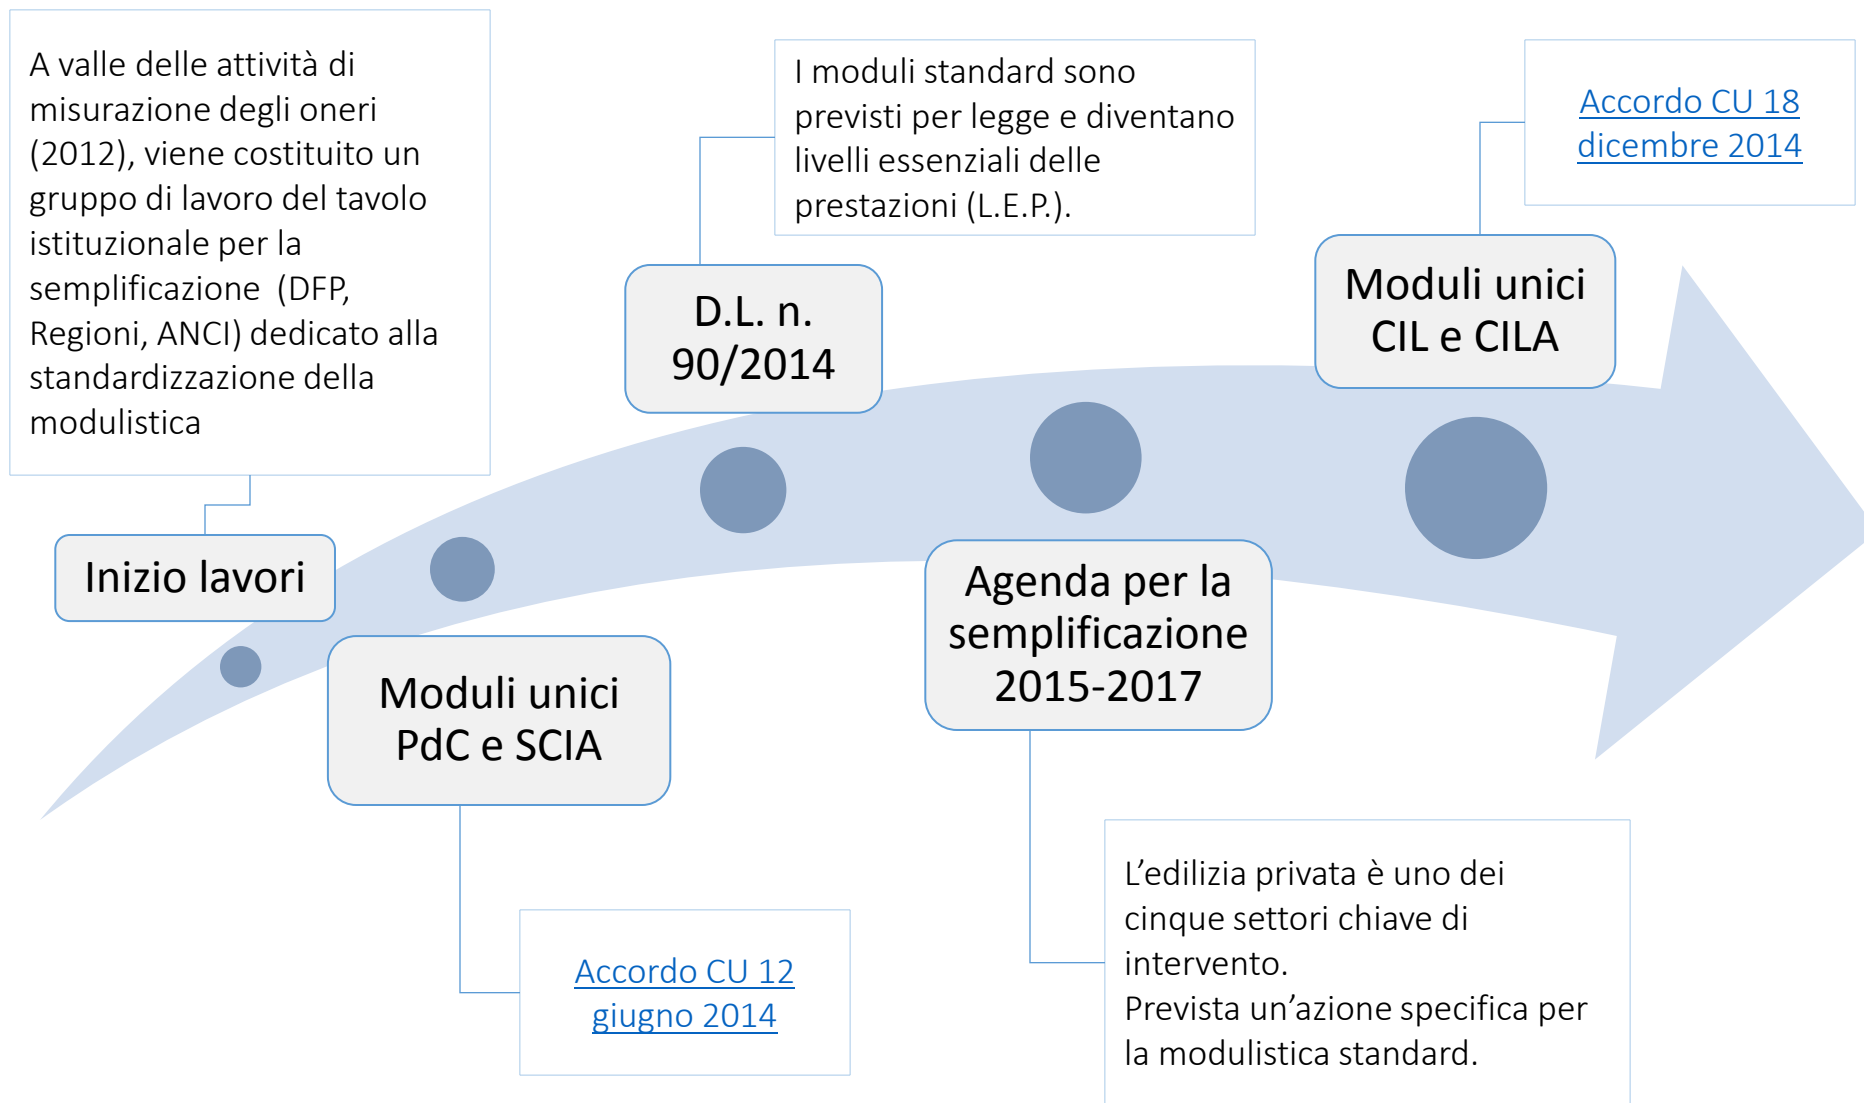 A valle delle attività di
misurazione degli oneri
(2012), viene costituito un
gruppo di lavoro del tavolo
istituzionale per la
semplificazione (DFP,
Regioni, ANCI) dedicato alla
standardizzazione della
modulistica
Inizio lavori
Moduli unici
PdC e SCIA
Accordo CU 12
giugno 2014
I moduli standard sono
previsti per legge e diventano
livelli essenziali delle
prestazioni (L.E.P.).
D.L. n.
90/2014
Agenda per la
semplificazione
2015-2017
L’edilizia privata è uno dei
cinque settori chiave di
intervento.
Prevista un’azione specifica per
la modulistica standard.
Accordo CU 18
dicembre 2014
Moduli unici
CIL e CILA